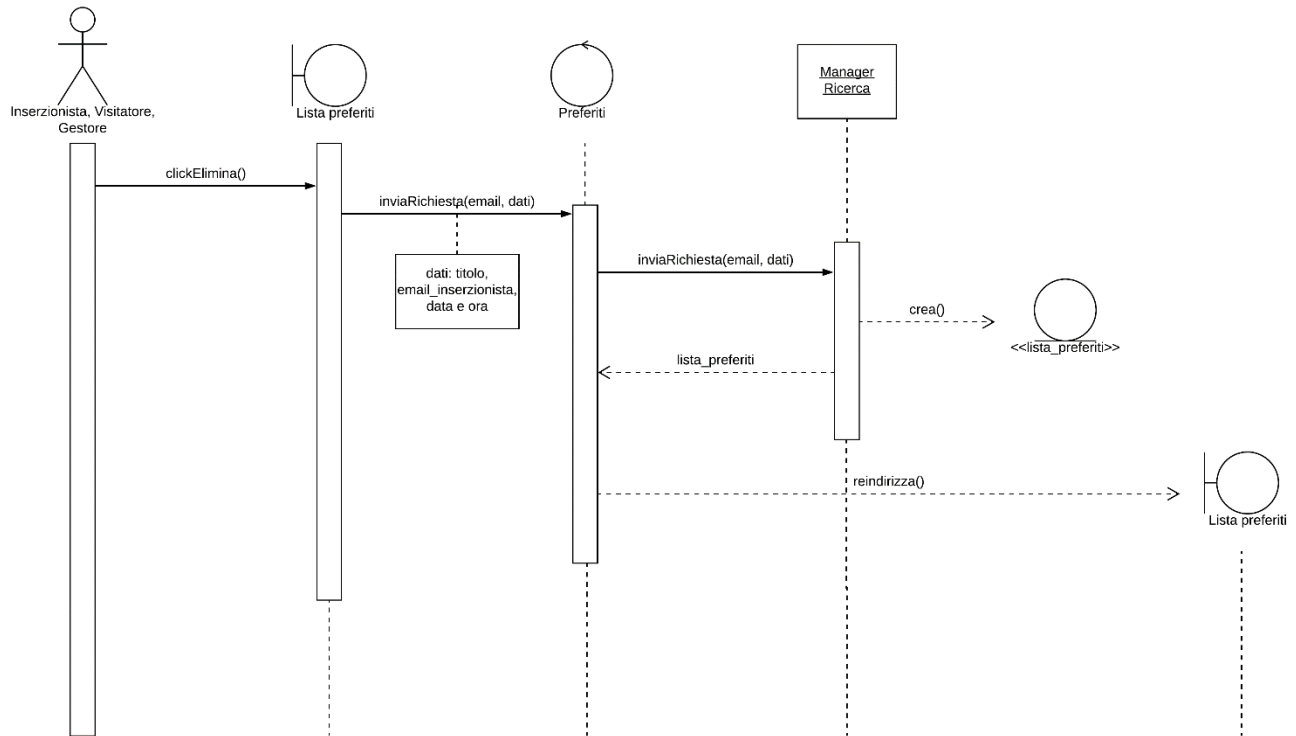 Manager
Ricerca
Inserzionista, Visitatore,
Gestore
Lista preferiti
Preferiti
clickElimina()
inviaRichiesta(email, dati)
dati: titolo,
email_inserzionista,
data e ora
inviaRichiesta(email, dati)
crea()
<<lista_preferiti>>
lista_preferiti
reindirizza()
Lista preferiti